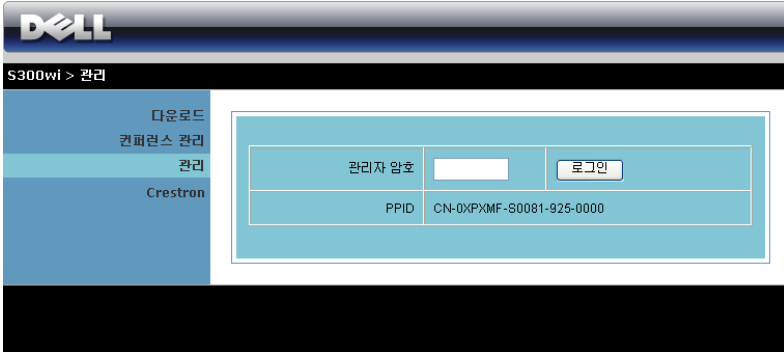 DELL
S300wi > 관리
다운로드
컨퍼런스 관리
관리
Crestron
관리자 암호 로그인
PPID CN-0XPXMF-S0081-925-0000